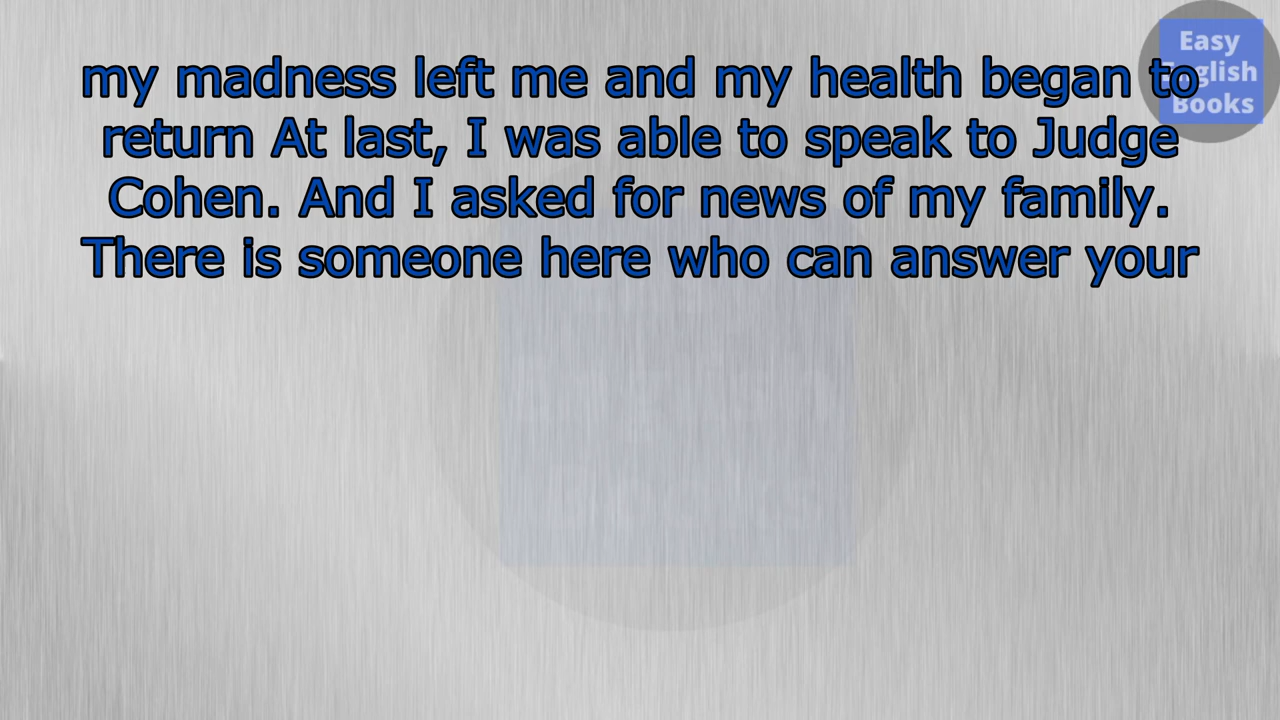 my madness left me and my health began to
return At last, I was able to speak to Judge
Cohen. And I asked for news of my family.
There is someone here who can answer your
Easy
English
Books